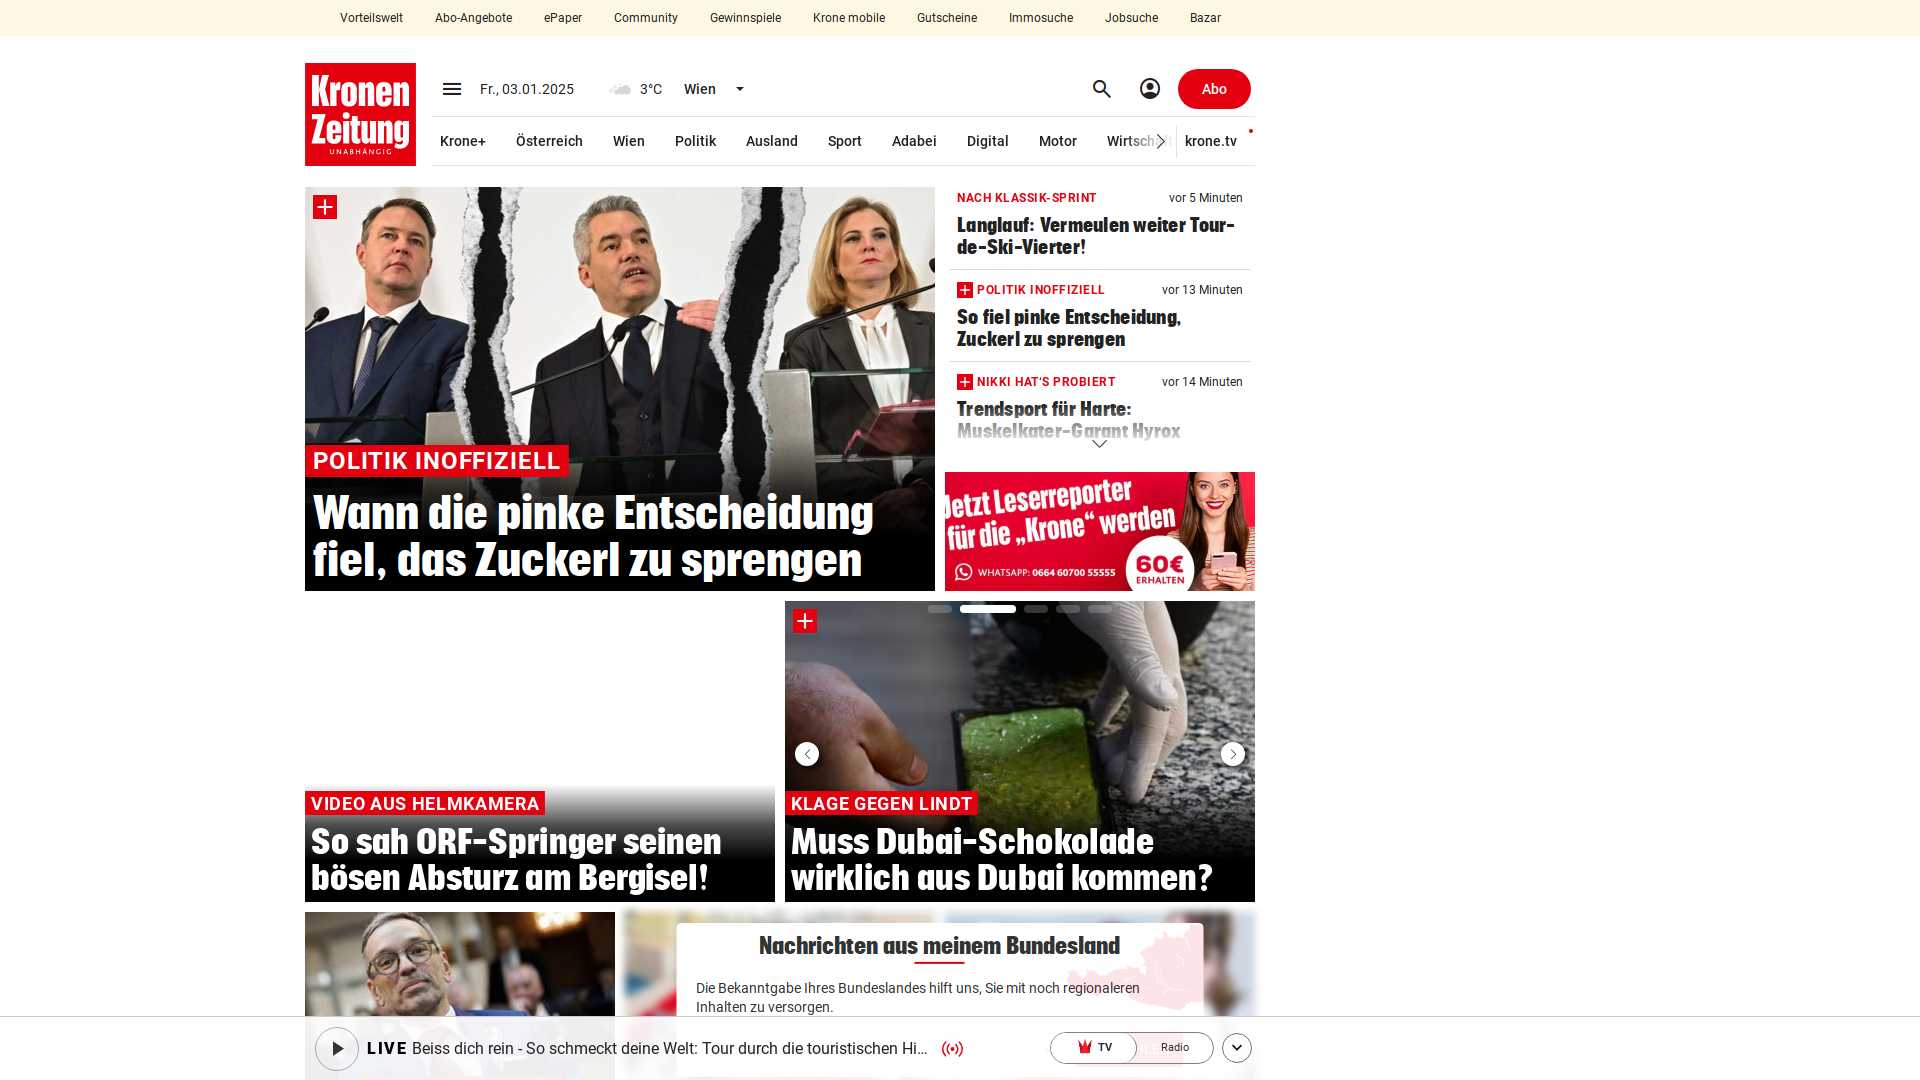 Vorteilswelt Abo-Angebote ePaper Community Gewinnspiele Krone mobile Gutscheine Immosuche Jobsuche Bazar
Kronen
Zeitung
UNABHÄNGIG
Fr., 03.01.2025 3°C Wien Abo
Krone+ Österreich Wien Politik Ausland Sport Adabei Digital Motor krone.tv
POLITIK INOFFIZIELL
Wann die pinke Entscheidung
fiel, das Zuckerl zu sprengen
NACH KLASSIK-SPRINT vor 5 Minuten
Langlauf: Vermeulen weiter Tour-
de-Ski-Vierter!
POLITIK INOFFIZIELL vor 13 Minuten
So fiel pinke Entscheidung,
Zuckerl zu sprengen
NIKKI HAT'S PROBIERT vor 14 Minuten
Trendsport für Harte:
Muskelkater-Garant Hyrox
Jetzt Leserreporter
für die „Krone“ werden
WHATSAPP: 0664 60700 55555
60€
ERHALTEN
VIDEO AUS HELMKAMERA
So sah ORF-Springer seinen
bösen Absturz am Bergisel!
KLAGE GEGEN LINDT
Muss Dubai-Schokolade
wirklich aus Dubai kommen?
Nachrichten aus meinem Bundesland
Die Bekanntgabe Ihres Bundeslandes hilft uns, Sie mit noch regionaleren
Inhalten zu versorgen.
LIVE Beiss dich rein - So schmeckt deine Welt: Tour durch die touristischen Hi... TV Radio